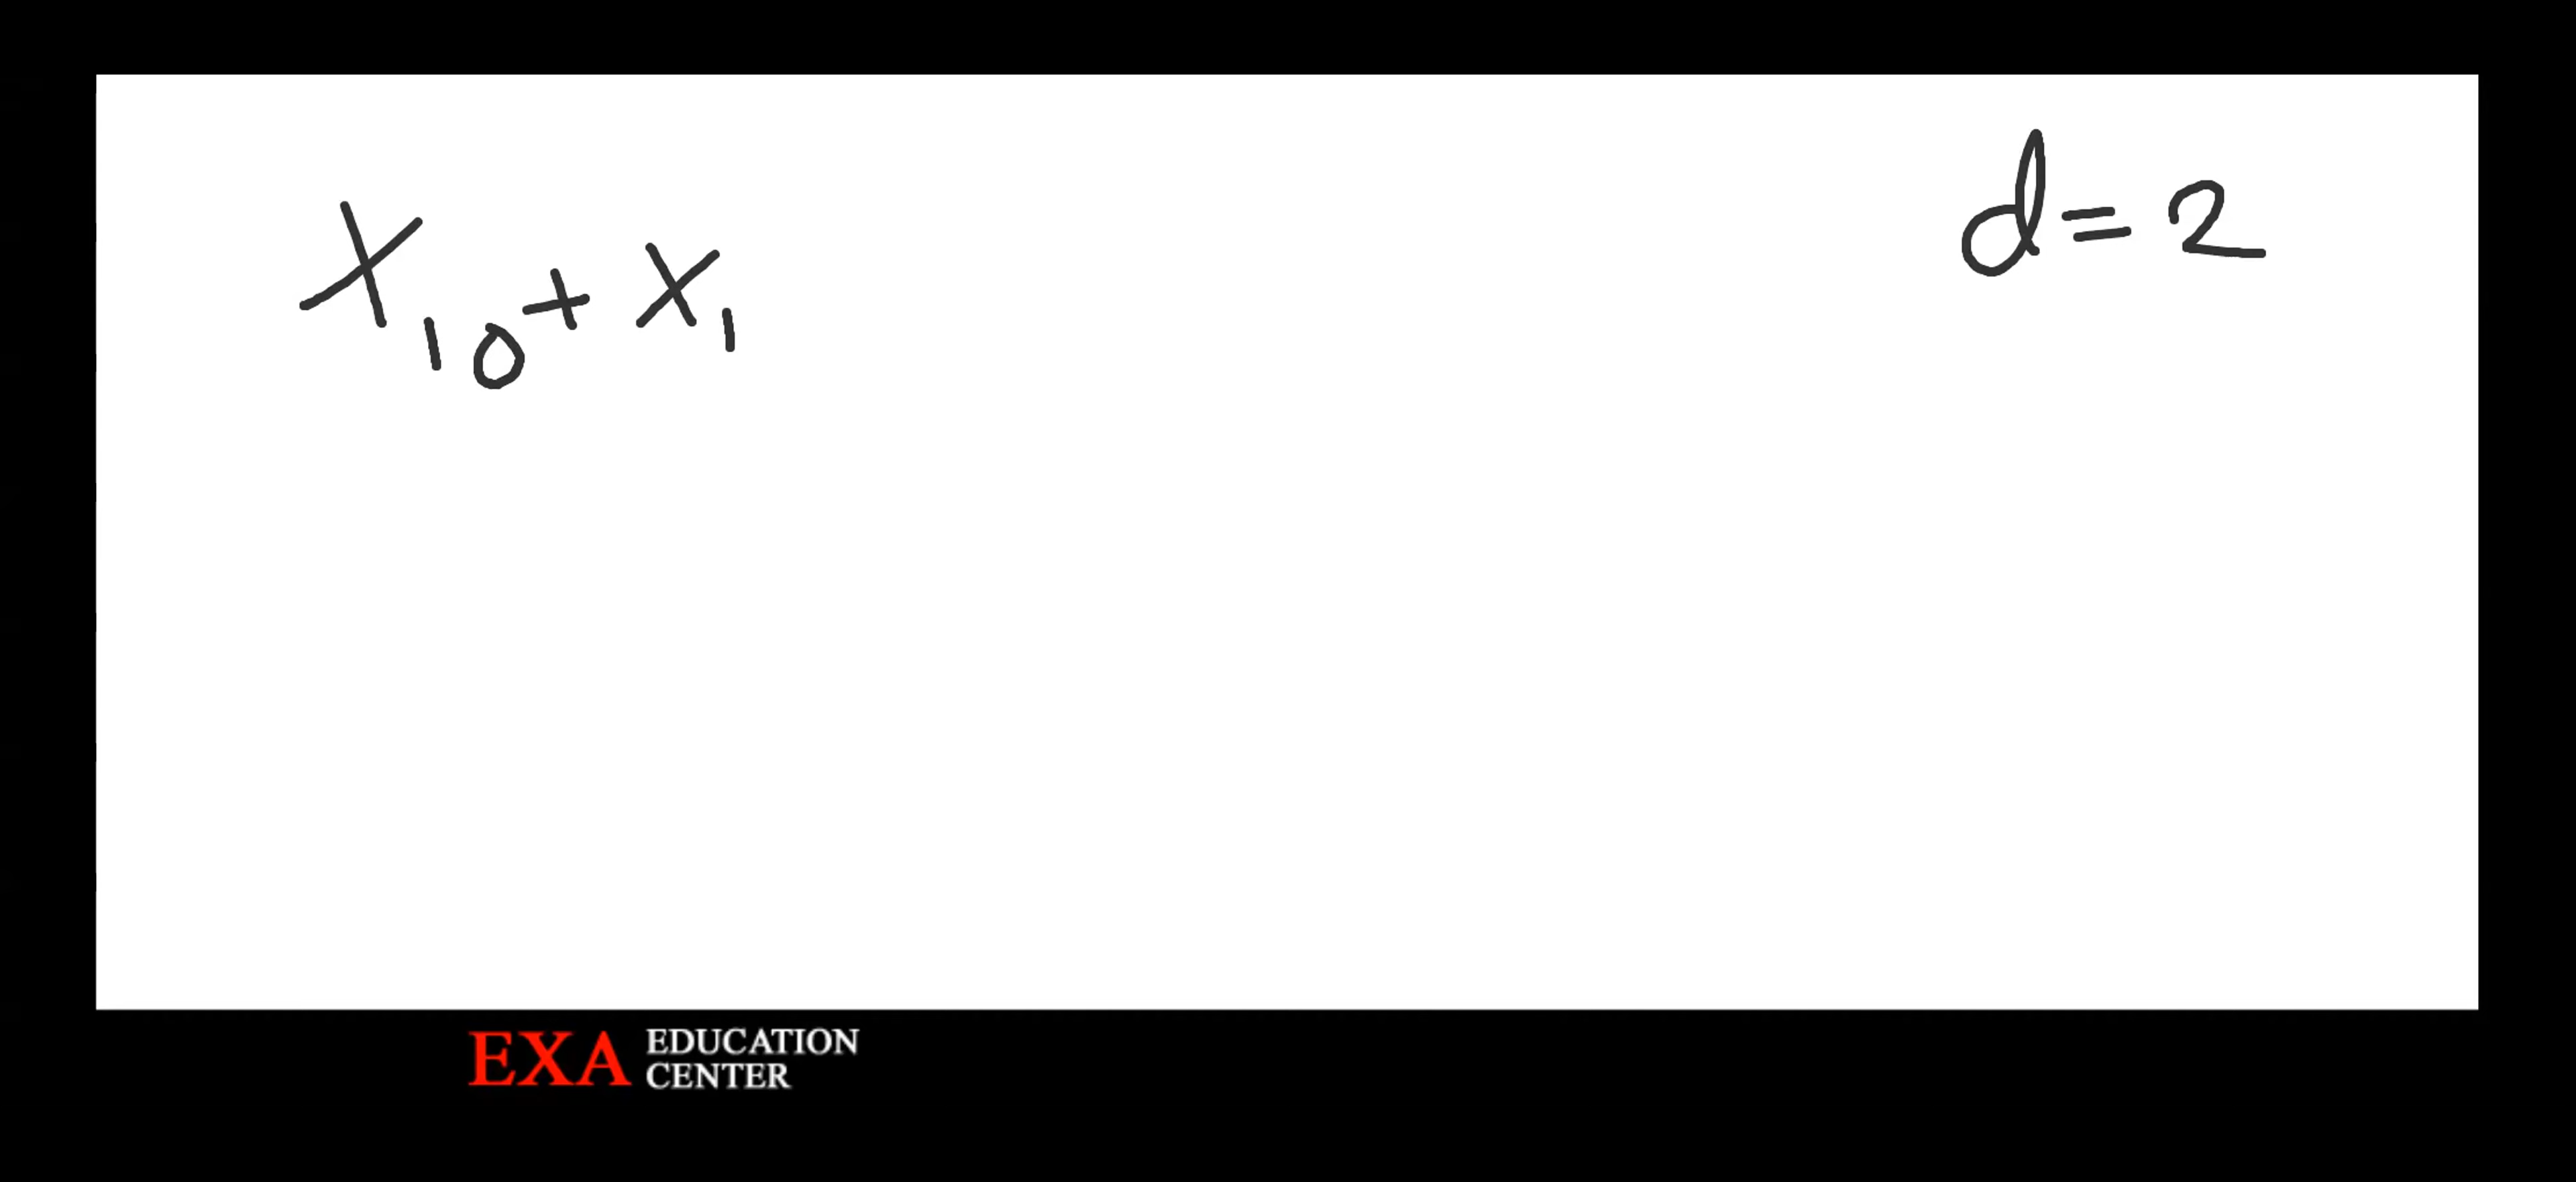 x₁₀ + x₁
d = 2
EXA EDUCATION
CENTER